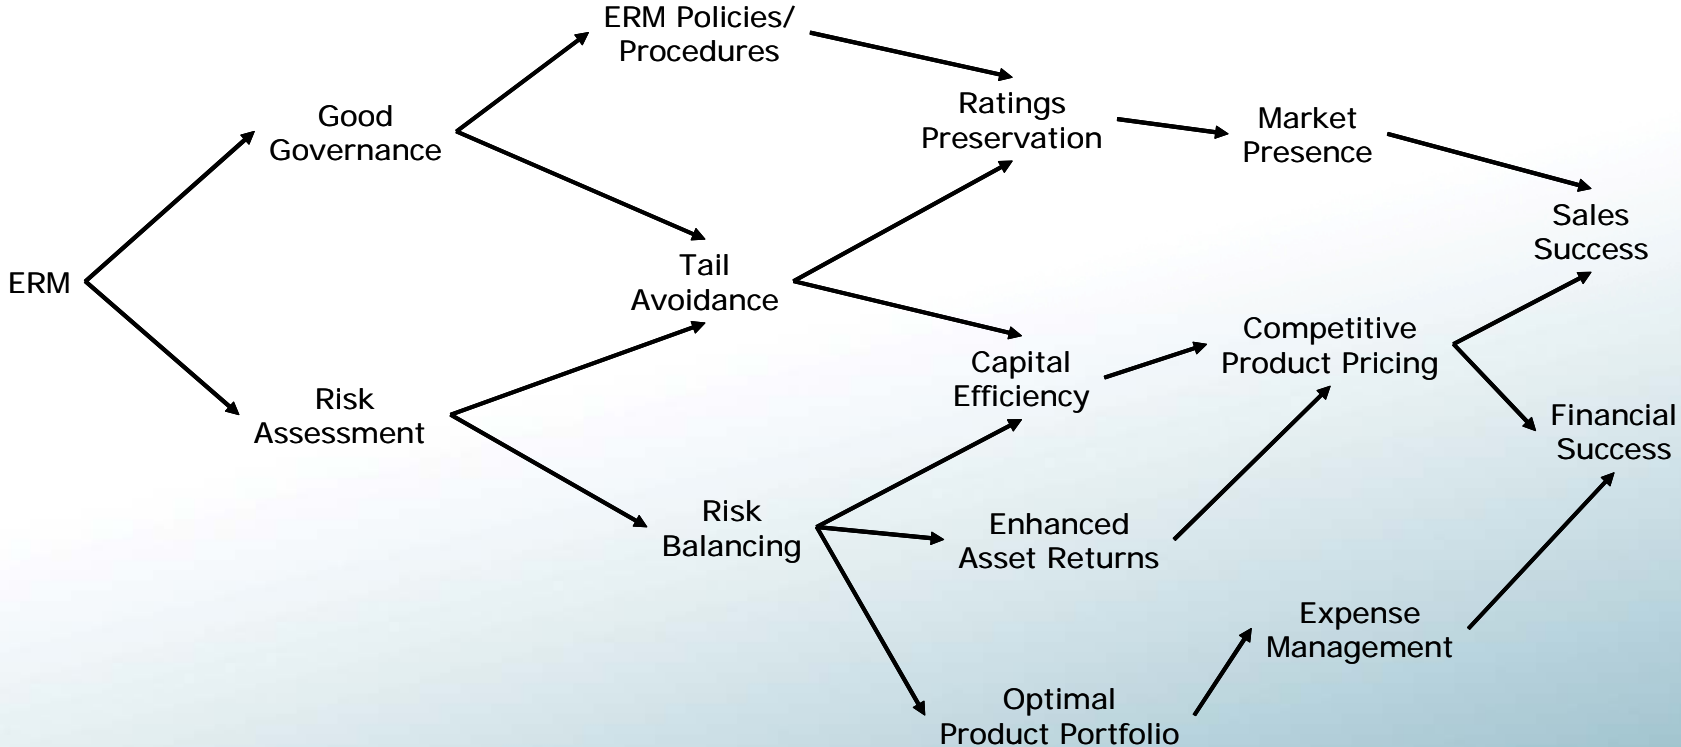 ERM Policies/
Procedures
Good
Governance
Ratings
Preservation
Market
Presence
Sales
Success
ERM
Tail
Avoidance
Competitive
Product Pricing
Capital
Efficiency
Risk
Assessment
Financial
Success
Risk
Balancing
Enhanced
Asset Returns
Expense
Management
Optimal
Product Portfolio